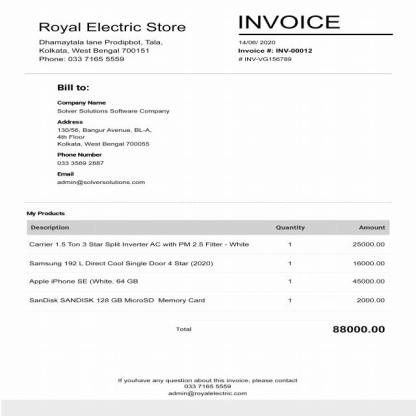 Royal Electric Store
Dhamaytala lane Prodipbot, Tala,
Kolkata, West Bengal 700151
Phone: 033 7165 5559
INVOICE
14/06/ 2020
Invoice #: INV-00012
# INV-VG156789
Bill to:
Company Name
Solver Solutions Software Company
Address
130/56, Bangur Avenue, BL-A,
4th Floor
Kolkata, West Bengal 700055
Phone Number
033 3569 2887
Email
admin@solversolutions.com
My Products
Description Quantity Amount
Carrier 1.5 Ton 3 Star Split Inverter AC with PM 2.5 Filter - White 1 25000.00
Samsung 192 L Direct Cool Single Door 4 Star (2020) 1 16000.00
Apple iPhone SE (White, 64 GB 1 45000.00
SanDisk SANDISK 128 GB MicroSD Memory Card 1 2000.00
Total 88000.00
If youhave any question about this invoice, please contact
033 7165 5559
admin@royalelectric.com